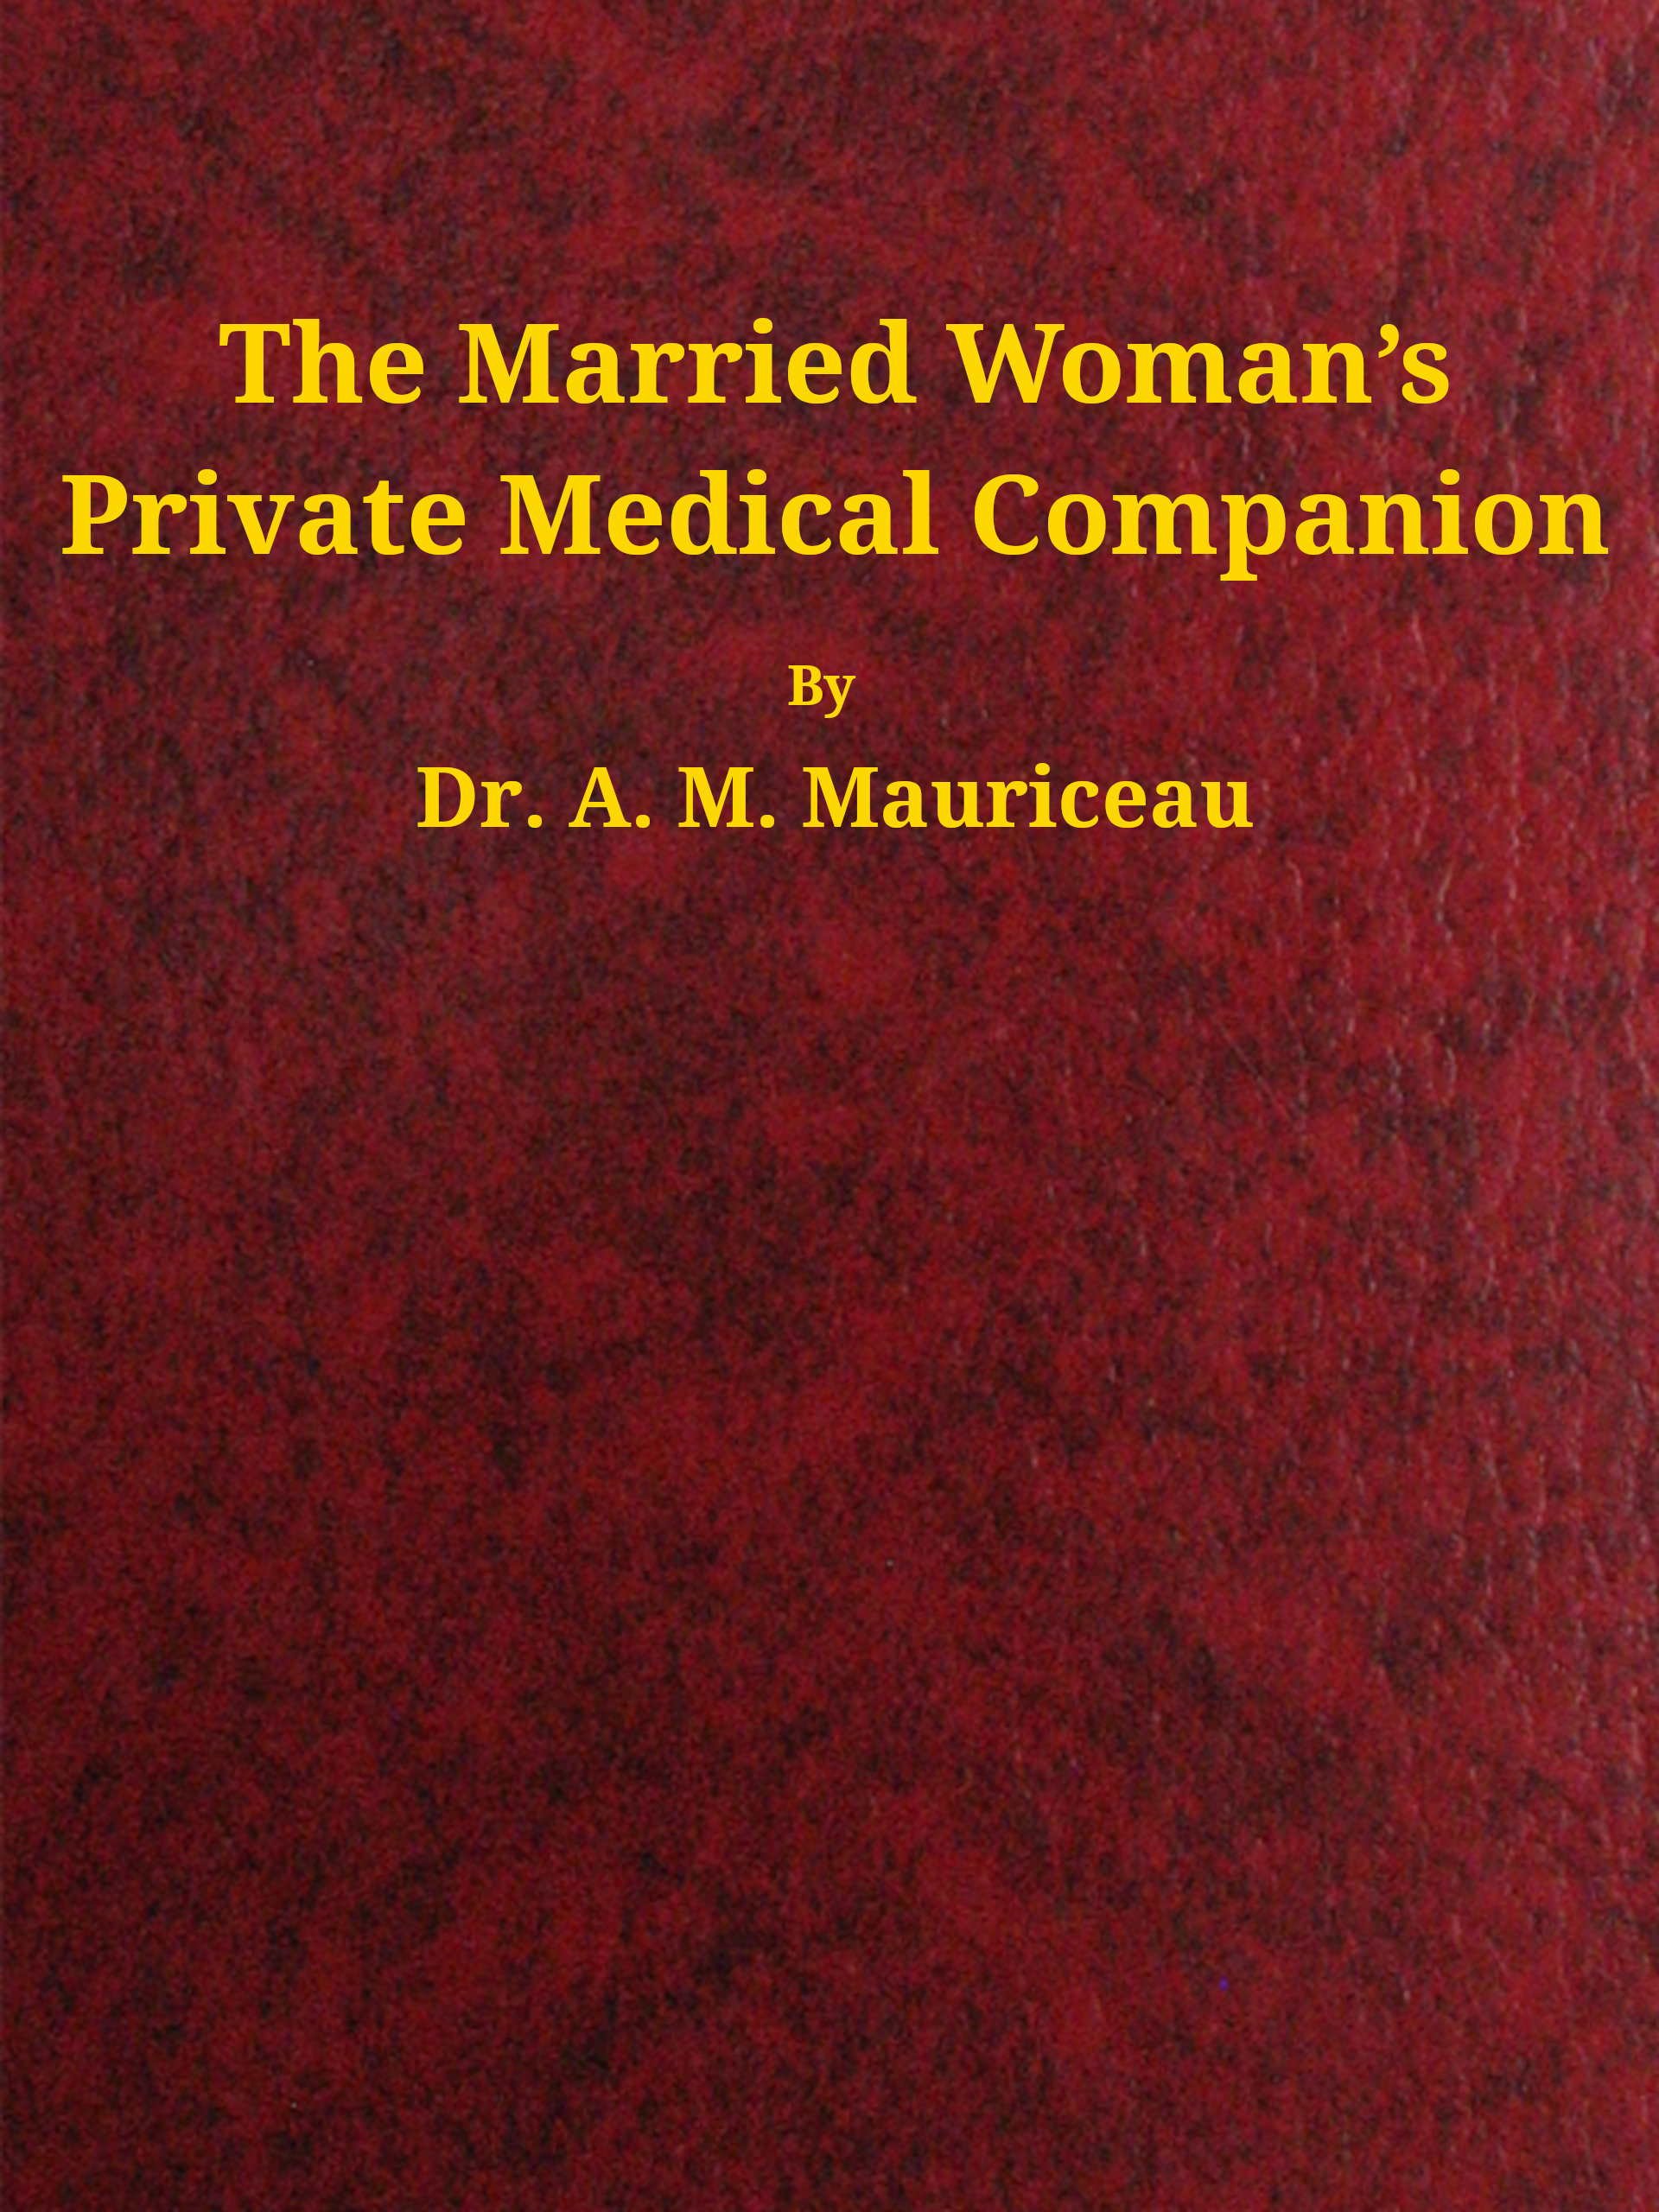 The Married Woman’s
Private Medical Companion
By
Dr. A. M. Mauriceau